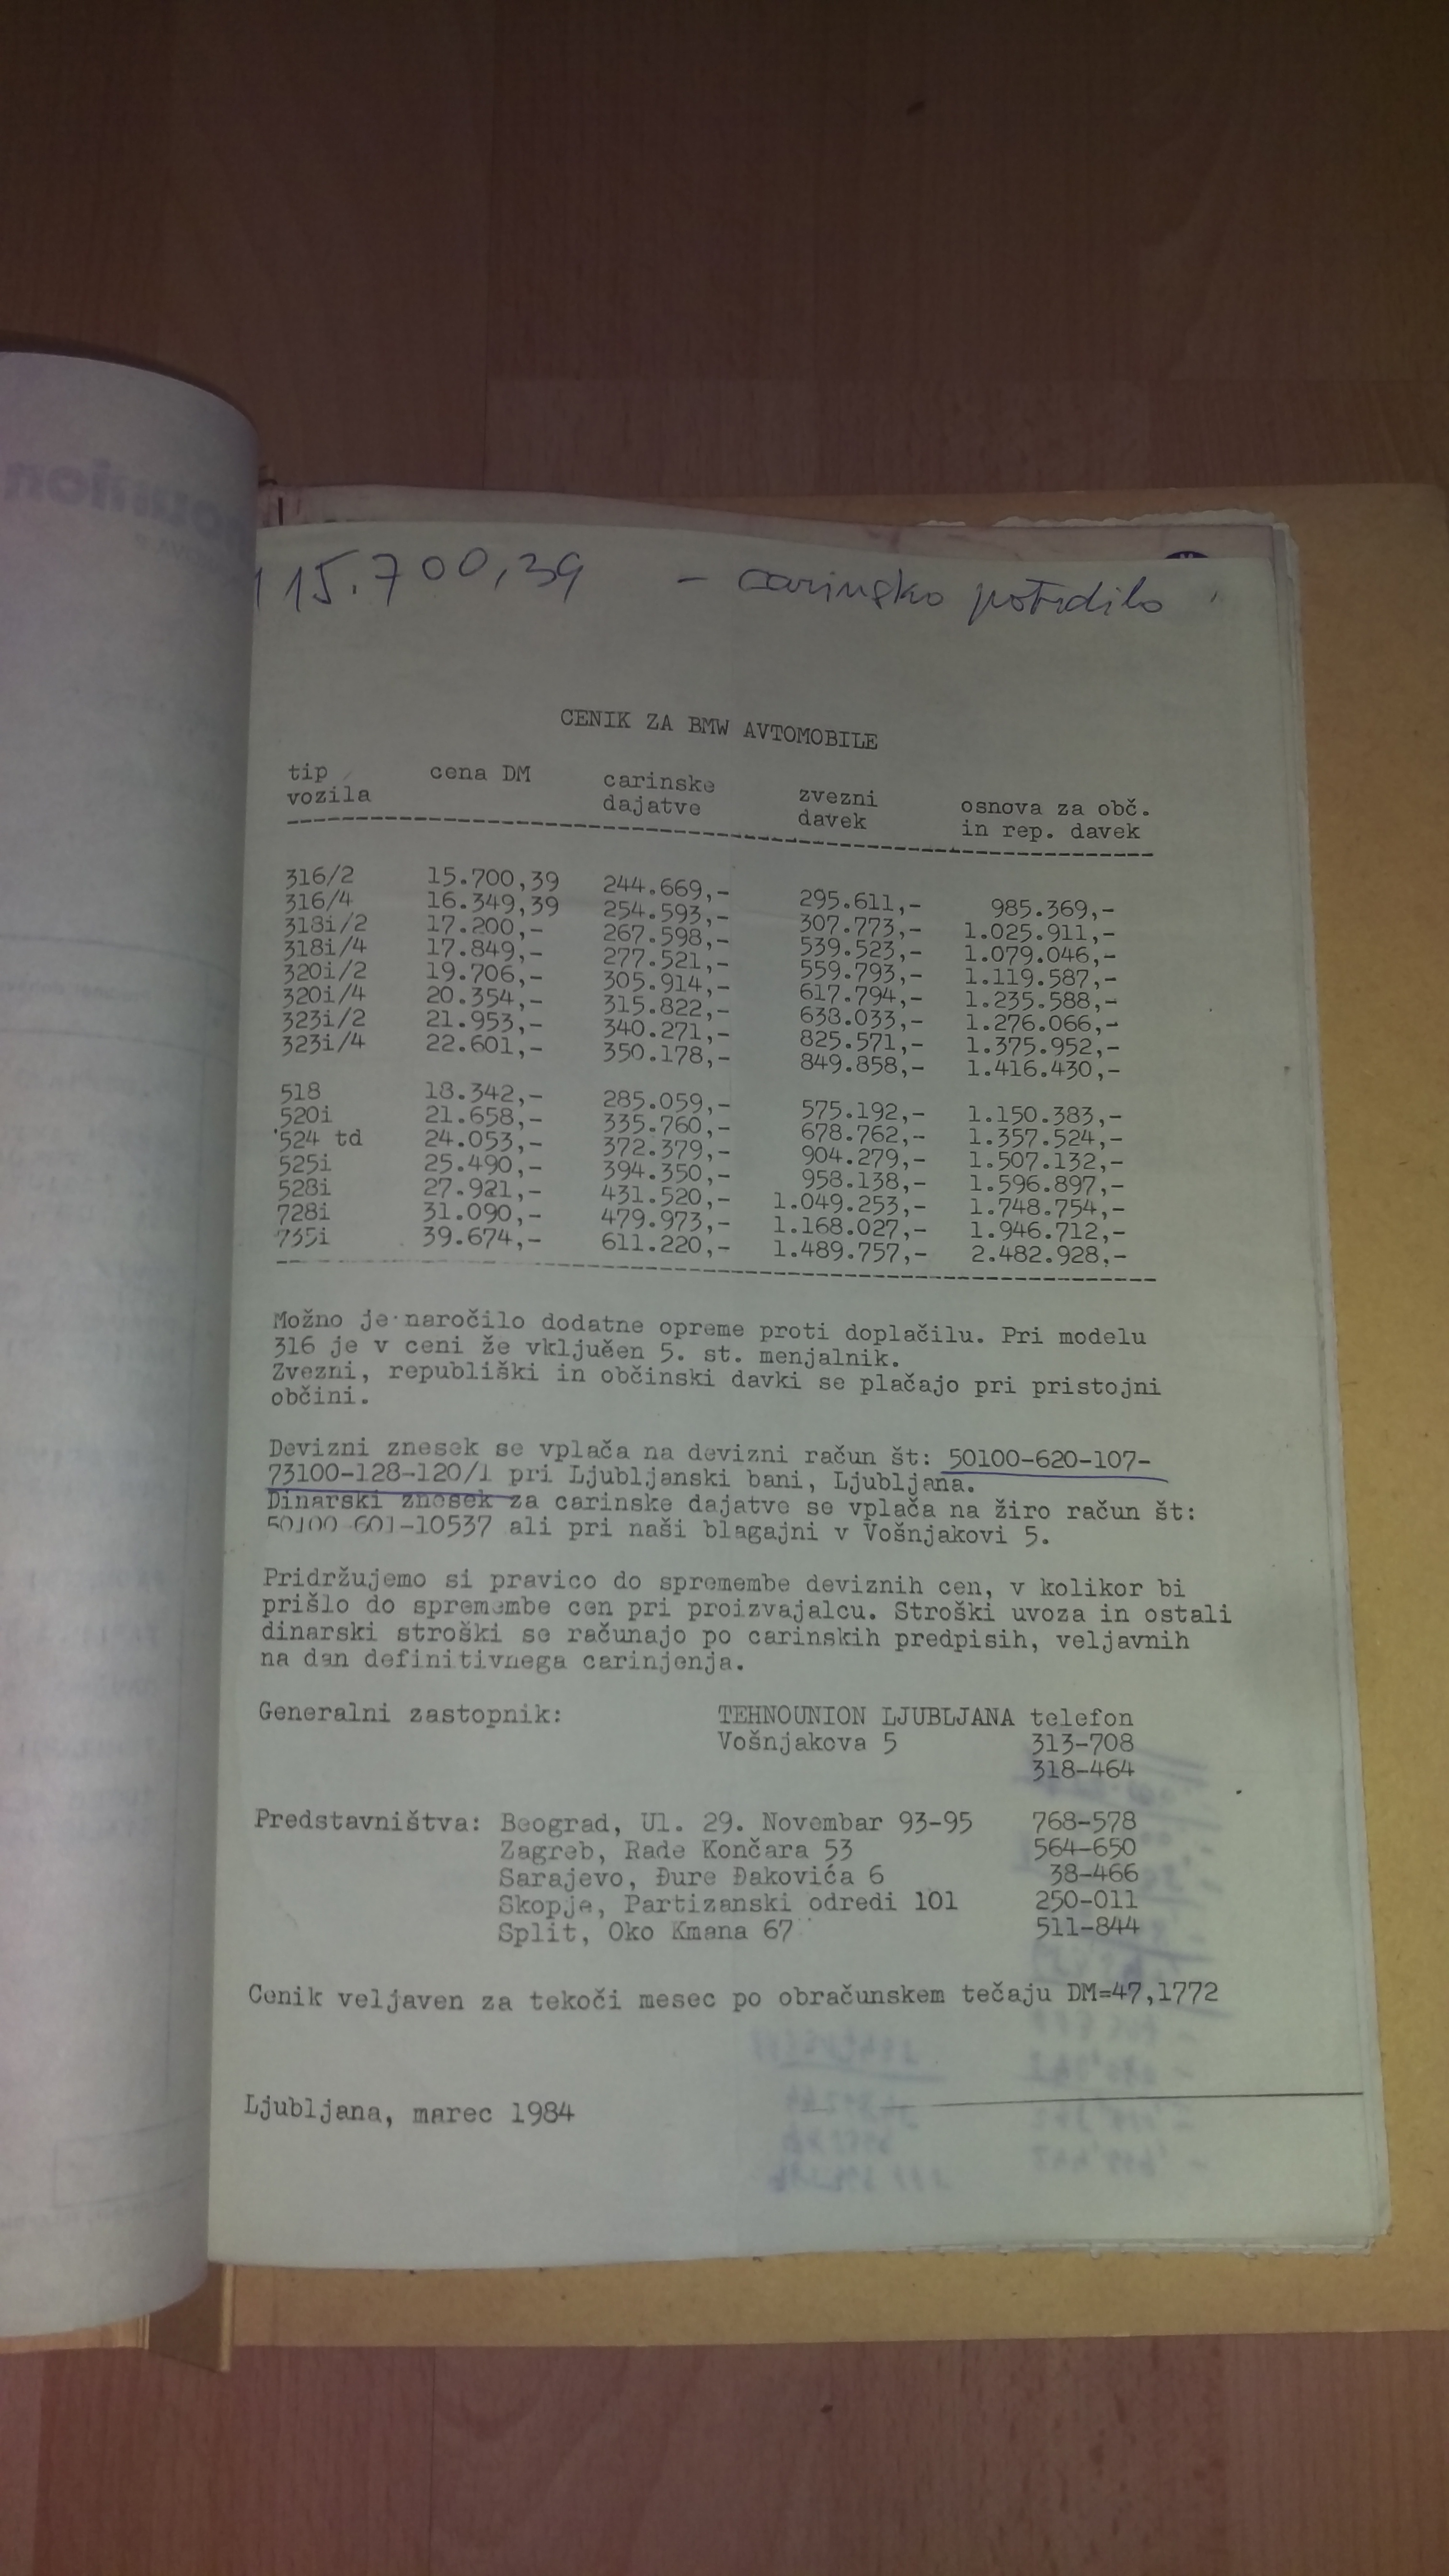 15.700,39 - carinsko potrdilo
CENIK ZA BMW AVTOMOBILE
tip vozila cena DM carinske dajatve zvezni davek osnova za obč. in rep. davek
316/2 15.700,39 244.669,- 295.611,- 985.369,-
316/4 16.349,39 254.593,- 307.773,- 1.025.911,-
318i/2 17.200,- 267.598,- 539.523,- 1.079.046,-
318i/4 17.849,- 277.521,- 559.793,- 1.119.587,-
320i/2 19.706,- 305.914,- 617.794,- 1.235.588,-
320i/4 20.354,- 315.822,- 638.033,- 1.276.066,-
323i/2 21.953,- 340.271,- 825.571,- 1.375.952,-
323i/4 22.601,- 350.178,- 849.858,- 1.416.430,-
518 18.342,- 285.059,- 575.192,- 1.150.383,-
520i 21.658,- 335.760,- 678.762,- 1.357.524,-
'524 td 24.053,- 372.379,- 904.279,- 1.507.132,-
525i 25.490,- 394.350,- 958.138,- 1.596.897,-
528i 27.921,- 431.520,- 1.049.253,- 1.748.754,-
728i 31.090,- 479.973,- 1.168.027,- 1.946.712,-
735i 39.674,- 611.220,- 1.489.757,- 2.482.928,-
Možno je naročilo dodatne opreme proti doplačilu. Pri modelu
316 je v ceni že vključen 5. st. menjalnik.
Zvezni, republiški in občinski davki se plačajo pri pristojni
občini.
Devizni znesek se vplača na devizni račun št: 50100-620-107-
73100-128-120/1 pri Ljubljanski bani, Ljubljana.
Dinarski znesek za carinske dajatve se vplača na žiro račun št:
50100-601-10537 ali pri naši blagajni v Vošnjakovi 5.
Pridržujemo si pravico do spremembe deviznih cen, v kolikor bi
prišlo do spremembe cen pri proizvajalcu. Stroški uvoza in ostali
dinarski stroški se računajo po carinskih predpisih, veljavnih
na dan definitivnega carinjenja.
Generalni zastopnik: TEHNOUNION LJUBLJANA telefon
Vošnjakova 5 313-708
318-464
Predstavništva: Beograd, Ul. 29. Novembar 93-95 768-578
Zagreb, Rade Končara 53 564-650
Sarajevo, Đure Đakovića 6 38-466
Skopje, Partizanski odredi 101 250-011
Split, Oko Kmana 67 511-844
Cenik veljaven za tekoči mesec po obračunskem tečaju DM=47,1772
Ljubljana, marec 1984